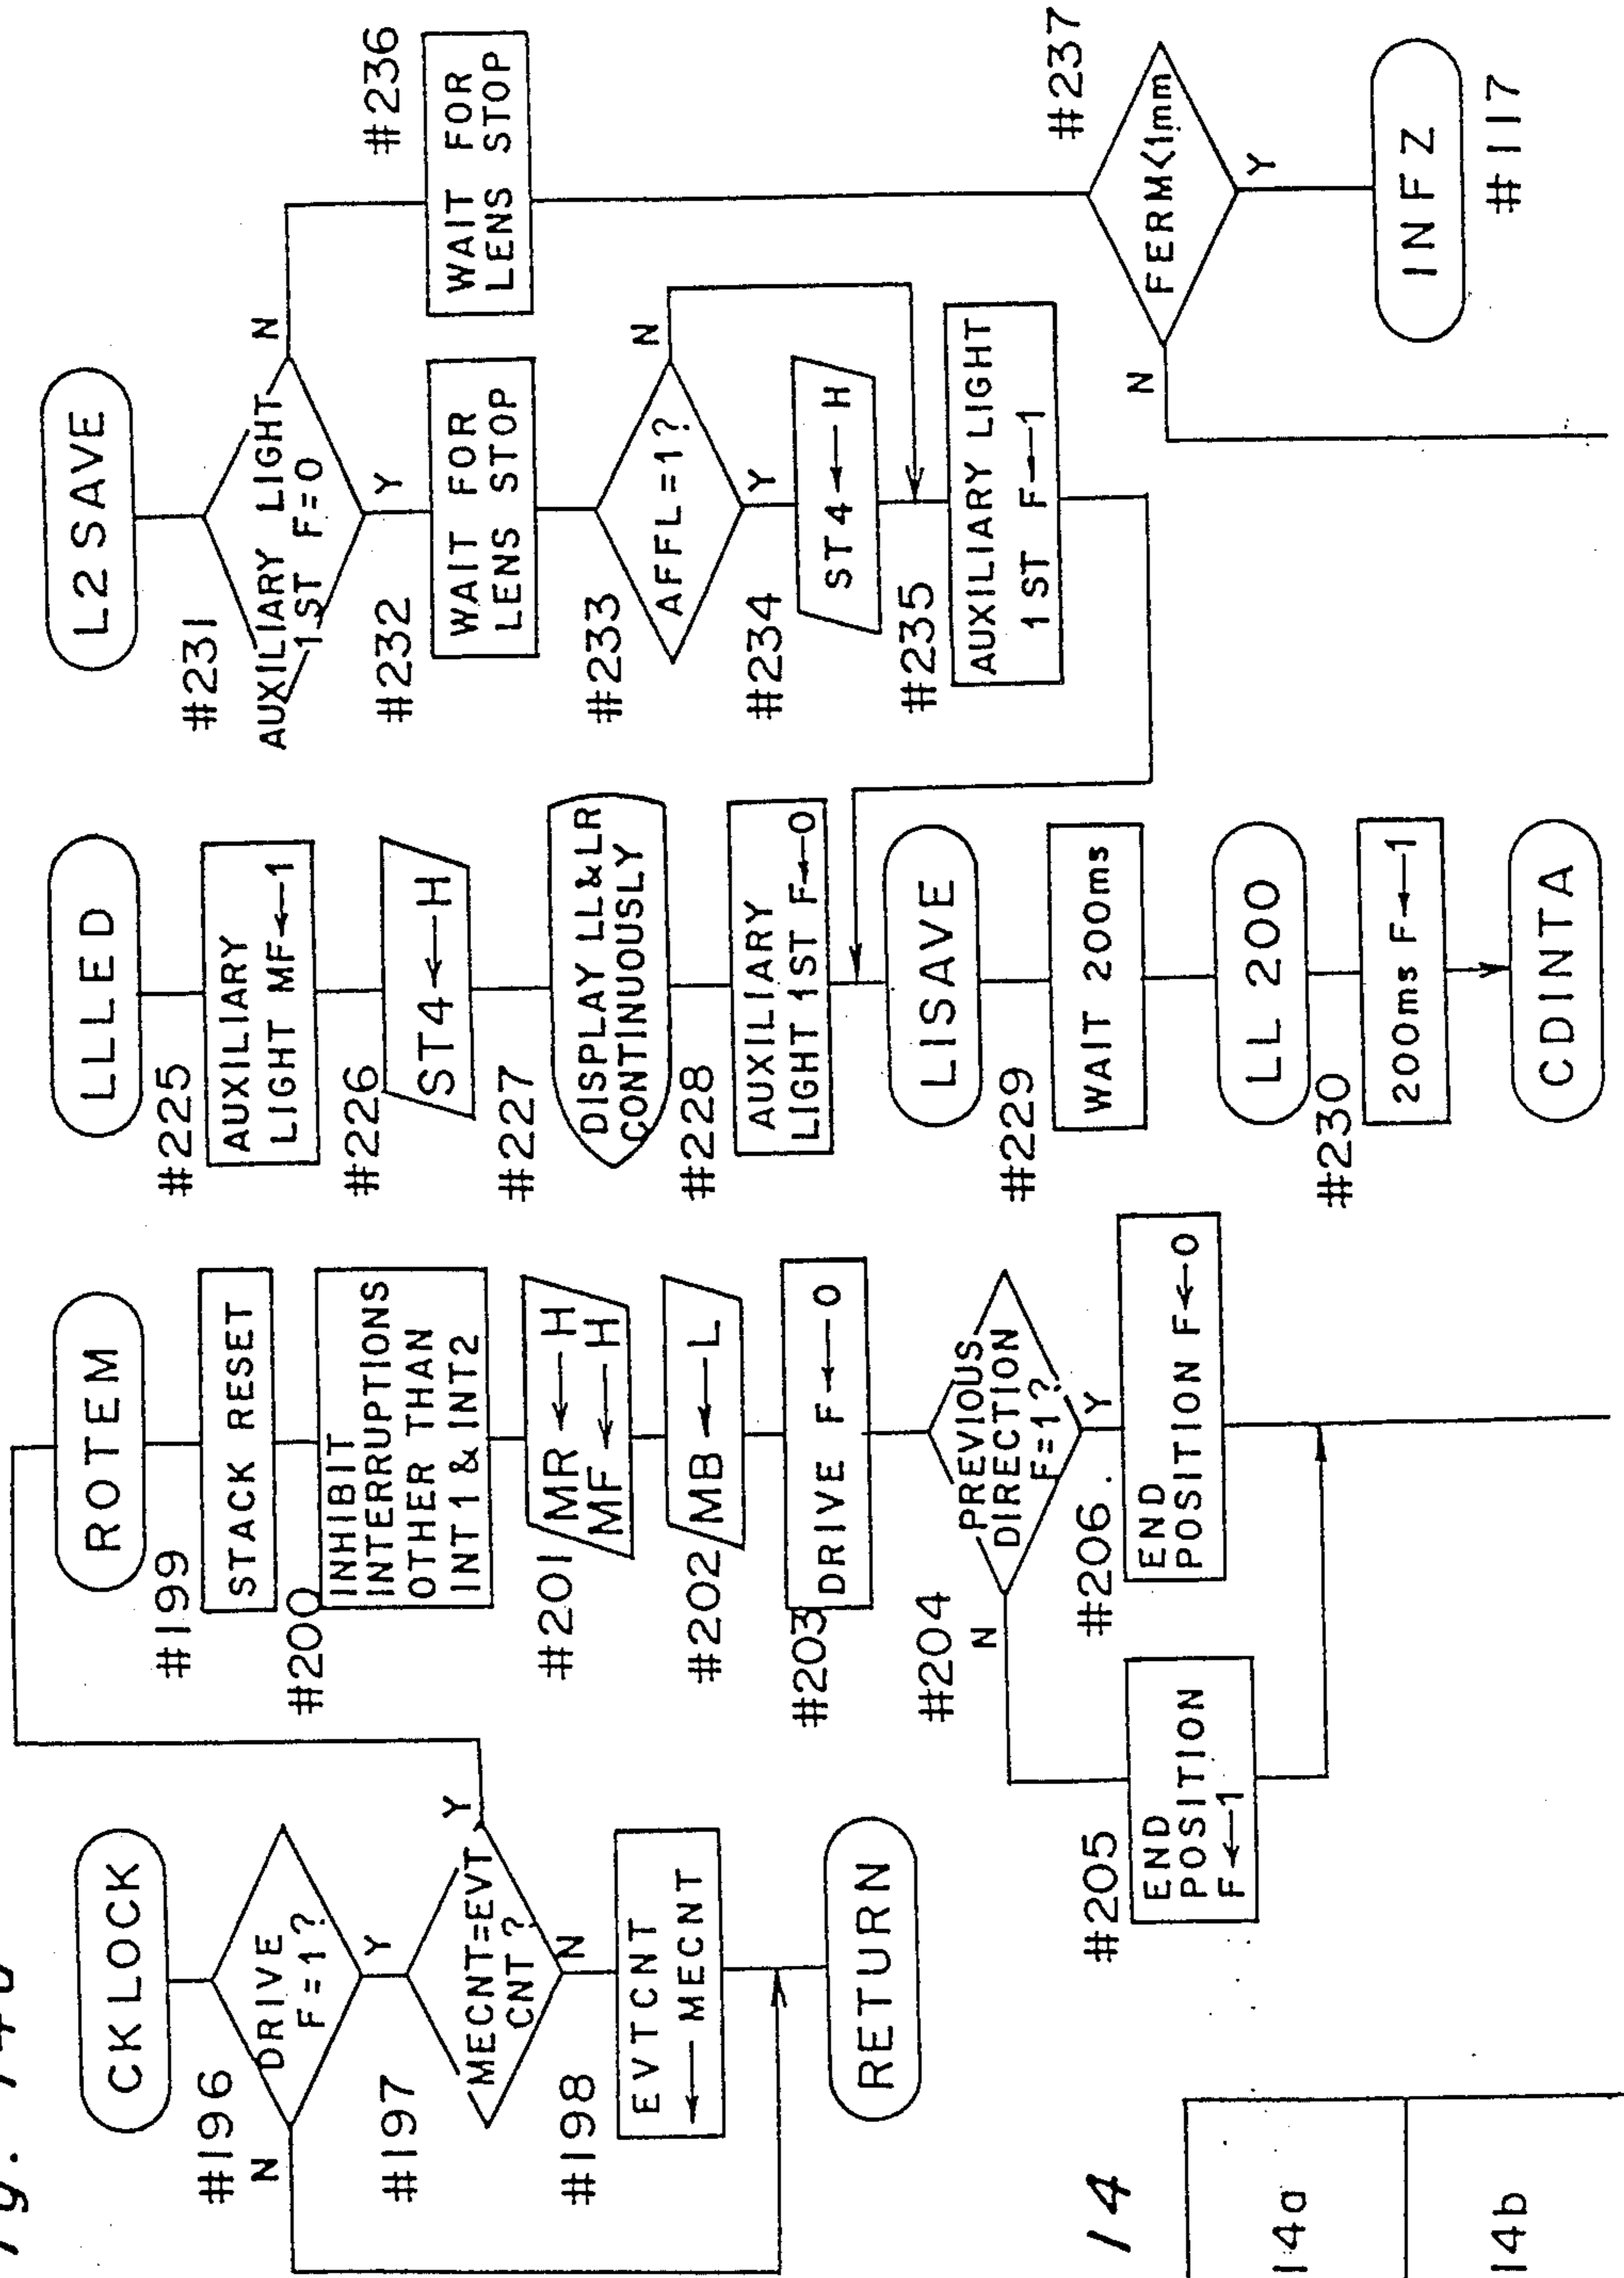 CKLOCK
#196
DRIVE
F=1?
N
Y
#197
MECNT=EVT
CNT?
Y
N
#198
EVTCNT
←MECNT
RETURN
14
14a
14b
ROTEM
#199
STACK RESET
#200
INHIBIT
INTERRUPTIONS
OTHER THAN
INT1 & INT2
#201
MR←H
MF←H
#202
MB←L
#203
DRIVE F←0
#204
PREVIOUS
DIRECTION
F=1?
N
Y
#205
END
POSITION
F←1
#206.
END
POSITION F←0
LLLED
#225
AUXILIARY
LIGHT MF←1
#226
ST4←H
#227
DISPLAY LL&LR
CONTINUOUSLY
#228
AUXILIARY
LIGHT 1ST F←0
LISAVE
#229
WAIT 200ms
LL 200
#230
200ms F←1
CDINTA
L2SAVE
#231
AUXILIARY LIGHT
1ST F=0
N
Y
#232
WAIT FOR
LENS STOP
#233
AFFL=1?
N
Y
#234
ST4←H
#235
AUXILIARY LIGHT
1ST F←1
#236
WAIT FOR
LENS STOP
#237
FERM<1mm
N
Y
INFZ
#117